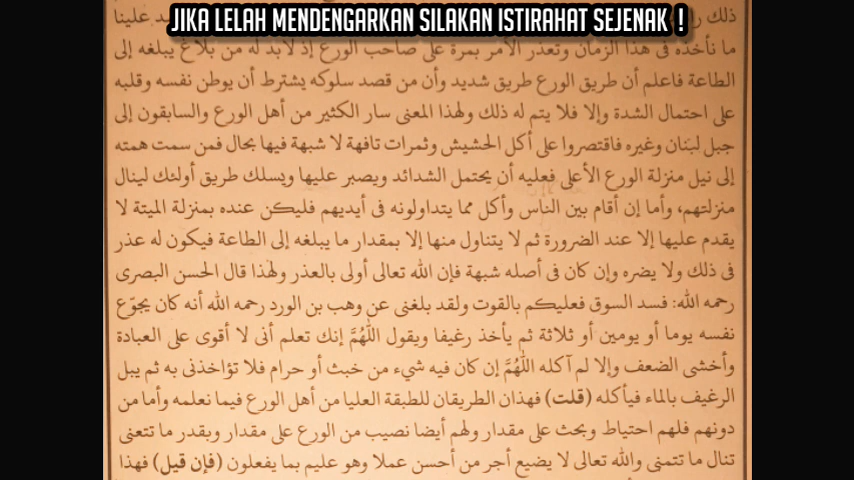 JIKA LELAH MENDENGARKAN SILAKAN ISTIRAHAT SEJENAK !
ذلك علينا
ما نأخذه فى هذا الزمان وتعذر الأمر بمرة على صاحب الورع إذ لابد له من بلاغ يبلغه إلى
الطاعة فاعلم أن طريق الورع طريق شديد وأن من قصد سلوكه يشترط أن يوطن نفسه وقلبه
على احتمال الشدة وإلا فلا يتم له ذلك ولهذا المعنى سار الكثير من أهل الورع والسابقون إلى
جبل لبنان وغيره فاقتصروا على أكل الحشيش وثمرات تافهة لا شبهة فيها بحال فمن سمت همته
إلى نيل منزلة الورع الأعلى فعليه أن يحتمل الشدائد ويصبر عليها ويسلك طريق أولئك لينال
منزلتهم، وأما إن أقام بين الناس وأكل مما يتداولونه فى أيديهم فليكن عنده بمنزلة الميتة لا
يقدم عليها إلا عند الضرورة ثم لا يتناول منها إلا بمقدار ما يبلغه إلى الطاعة فيكون له عذر
فى ذلك ولا يضره وإن كان فى أصله شبهة فإن الله تعالى أولى بالعذر ولهذا قال الحسن البصرى
رحمه الله: فسد السوق فعليكم بالقوت ولقد بلغنى عن وهب بن الورد رحمه الله أنه كان يجوّع
نفسه يوما أو يومين أو ثلاثة ثم يأخذ رغيفا ويقول اللَّهُمَّ إنك تعلم أنى لا أقوى على العبادة
وأخشى الضعف وإلا لم آكله اللَّهُمَّ إن كان فيه شيء من خبث أو حرام فلا تؤاخذنى به ثم يبل
الرغيف بالماء فيأكله (قلت) فهذان الطريقان للطبقة العليا من أهل الورع فيما نعلمه وأما من
دونهم فلهم احتياط وبحث على مقدار ولهم أيضا نصيب من الورع على مقدار وبقدر ما تتعنى
تنال ما تتمنى والله تعالى لا يضيع أجر من أحسن عملا وهو عليم بما يفعلون (فإن قيل) فهذا